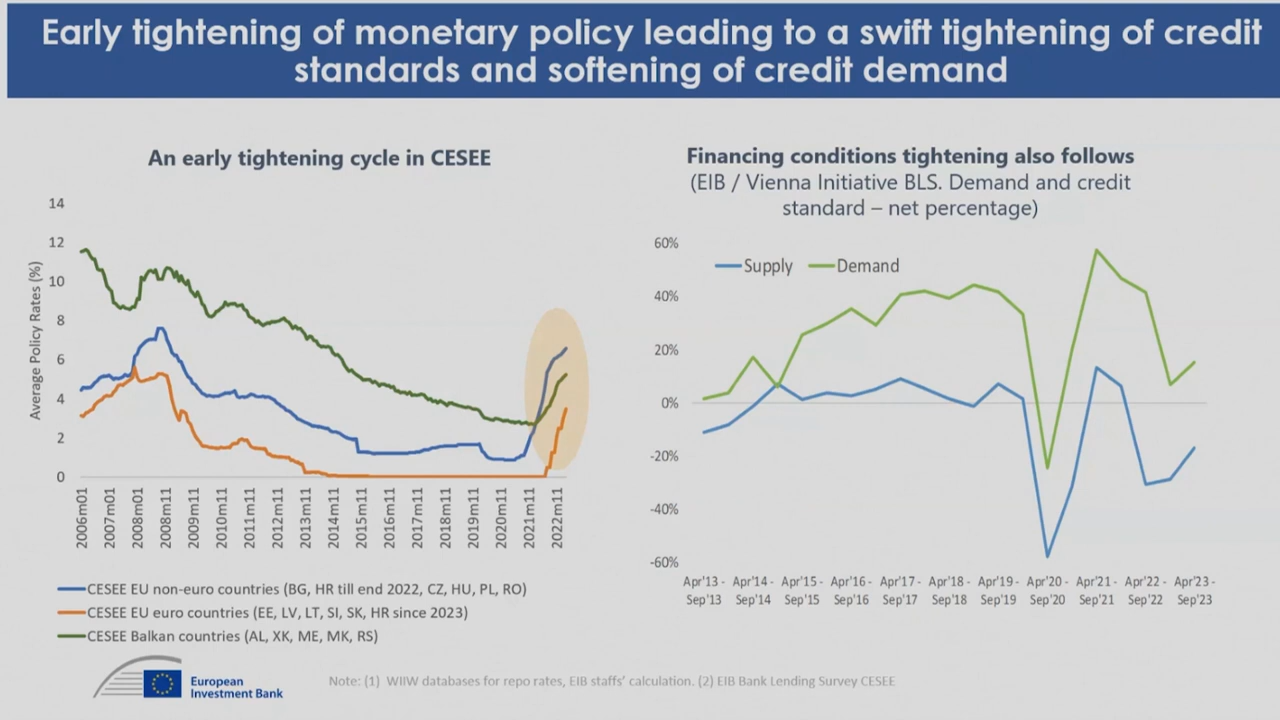 Early tightening of monetary policy leading to a swift tightening of credit
standards and softening of credit demand
An early tightening cycle in CESEE
Average Policy Rates (%)
14
12
10
8
6
4
2
0
2006m01
2007m01
2008m01
2008m11
2009m11
2010m11
2011m11
2012m11
2013m11
2014m11
2015m11
2016m11
2017m11
2018m11
2019m11
2020m11
2021m11
2022m11
CESEE EU non-euro countries (BG, HR till end 2022, CZ, HU, PL, RO)
CESEE EU euro countries (EE, LV, LT, SI, SK, HR since 2023)
CESEE Balkan countries (AL, XK, ME, MK, RS)
Financing conditions tightening also follows
(EIB / Vienna Initiative BLS. Demand and credit
standard – net percentage)
Supply
Demand
60%
40%
20%
0%
-20%
-40%
-60%
Apr'13 -
Sep'13
Apr'14 -
Sep'14
Apr'15 -
Sep'15
Apr'16 -
Sep'16
Apr'17 -
Sep'17
Apr'18 -
Sep'18
Apr'19 -
Sep'19
Apr'20 -
Sep'20
Apr'21 -
Sep'21
Apr'22 -
Sep'22
Apr'23 -
Sep'23
European
Investment Bank
Note: (1) WIIW databases for repo rates, EIB staffs' calculation. (2) EIB Bank Lending Survey CESEE